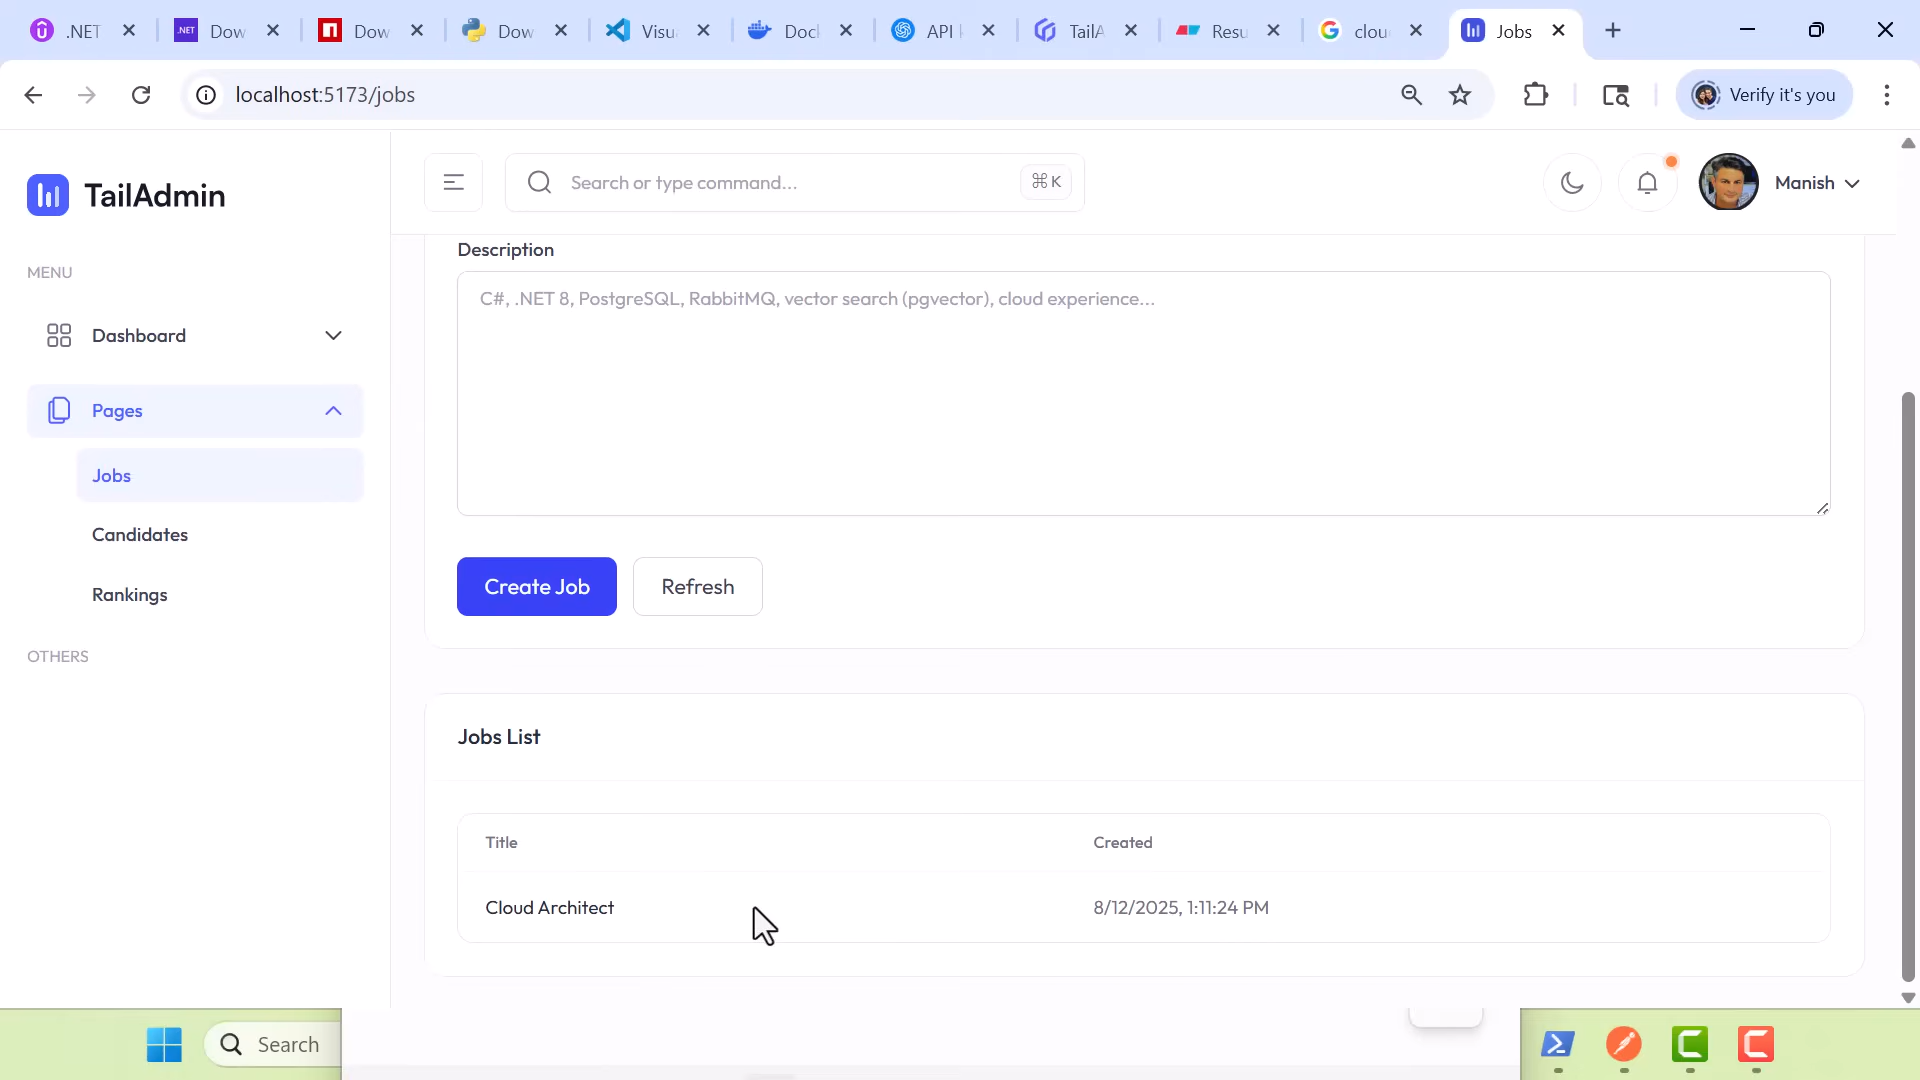 .NET
Dow
Dow
Dow
Visu
Dock
API k
TailA
Resu
clou
Jobs
localhost:5173/jobs
Verify it's you
TailAdmin
Search or type command...
⌘K
Manish
MENU
Dashboard
Pages
Jobs
Candidates
Rankings
OTHERS
Description
C#, .NET 8, PostgreSQL, RabbitMQ, vector search (pgvector), cloud experience...
Create Job
Refresh
Jobs List
Title
Created
Cloud Architect
8/12/2025, 1:11:24 PM
Search